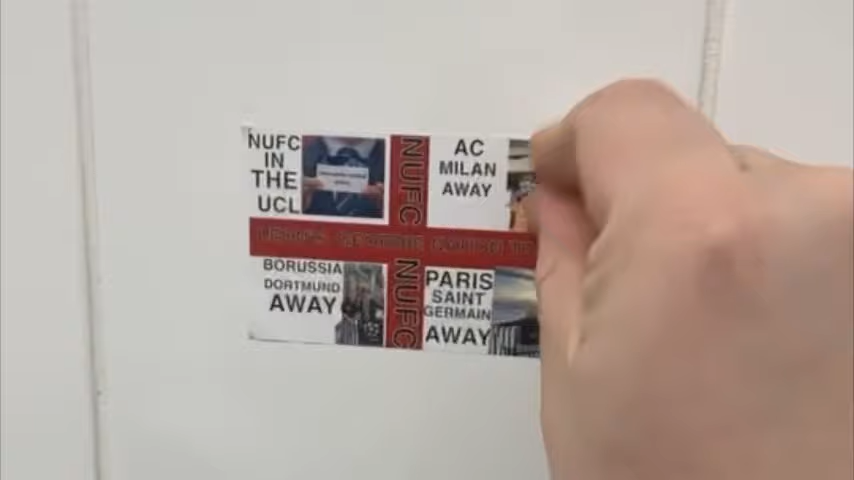 NUFC
IN
THE
UCL
NUFC
AC
MILAN
AWAY
BORUSSIA
DORTMUND
AWAY
NUFC
PARIS
SAINT
GERMAIN
AWAY